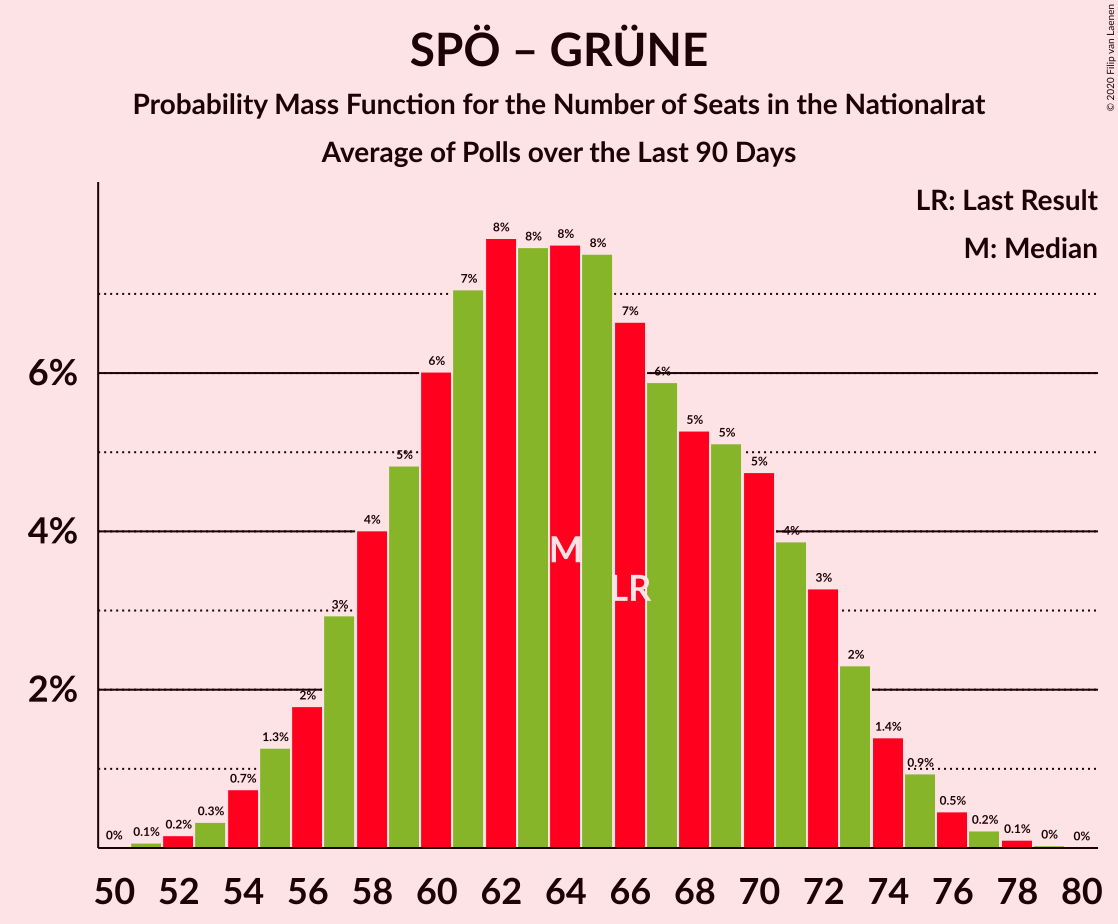 SPÖ – GRÜNE
Probability Mass Function for the Number of Seats in the Nationalrat
Average of Polls over the Last 90 Days
© 2020 Filip van Laenen
LR: Last Result
M: Median
6%
4%
2%
0% 0.1% 0.2% 0.3% 0.7% 1.3% 2% 3% 4% 5% 6% 7% 8% 8% 8% 8% 7% 6% 5% 5% 5% 4% 3% 2% 1.4% 0.9% 0.5% 0.2% 0.1% 0% 0%
M
LR
50 52 54 56 58 60 62 64 66 68 70 72 74 76 78 80